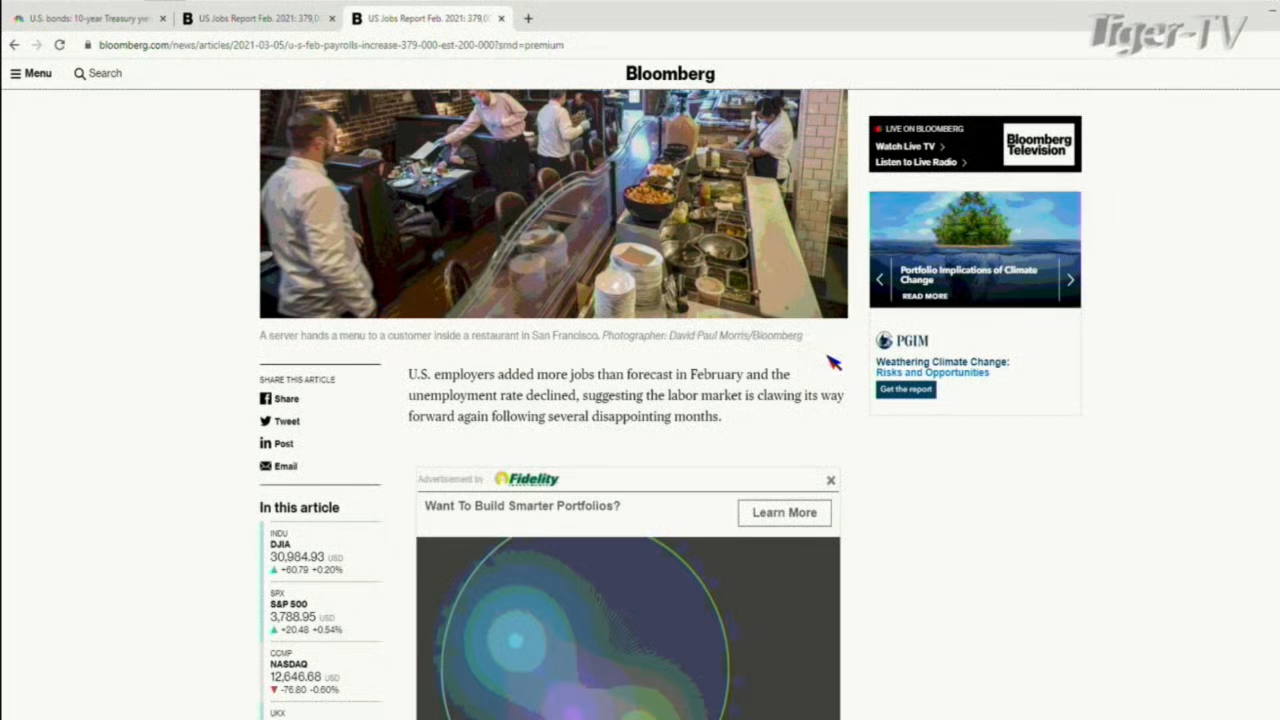 U.S. bonds: 10-year Treasury
US Jobs Report Feb. 2021: 379,0
US Jobs Report Feb. 2021: 379,0
Tiger-TV
bloomberg.com/news/articles/2021-03-05/u-s-feb-payrolls-increase-379-000-est-200-000?srnd=premium
Menu
Search
Bloomberg
LIVE ON BLOOMBERG
Watch Live TV
Listen to Live Radio
Bloomberg
Television
Portfolio Implications of Climate
Change
READ MORE
PGIM
Weathering Climate Change:
Risks and Opportunities
Get the report
A server hands a menu to a customer inside a restaurant in San Francisco. Photographer: David Paul Morris/Bloomberg
SHARE THIS ARTICLE
Share
Tweet
Post
Email
U.S. employers added more jobs than forecast in February and the
unemployment rate declined, suggesting the labor market is clawing its way
forward again following several disappointing months.
Advertisement by Fidelity
Want To Build Smarter Portfolios?
Learn More
In this article
INDU
DJIA
30,984.93 USD
+60.79 +0.20%
SPX
S&P 500
3,788.95 USD
+20.48 +0.54%
CCMP
NASDAQ
12,646.68 USD
-76.80 -0.60%
UKX